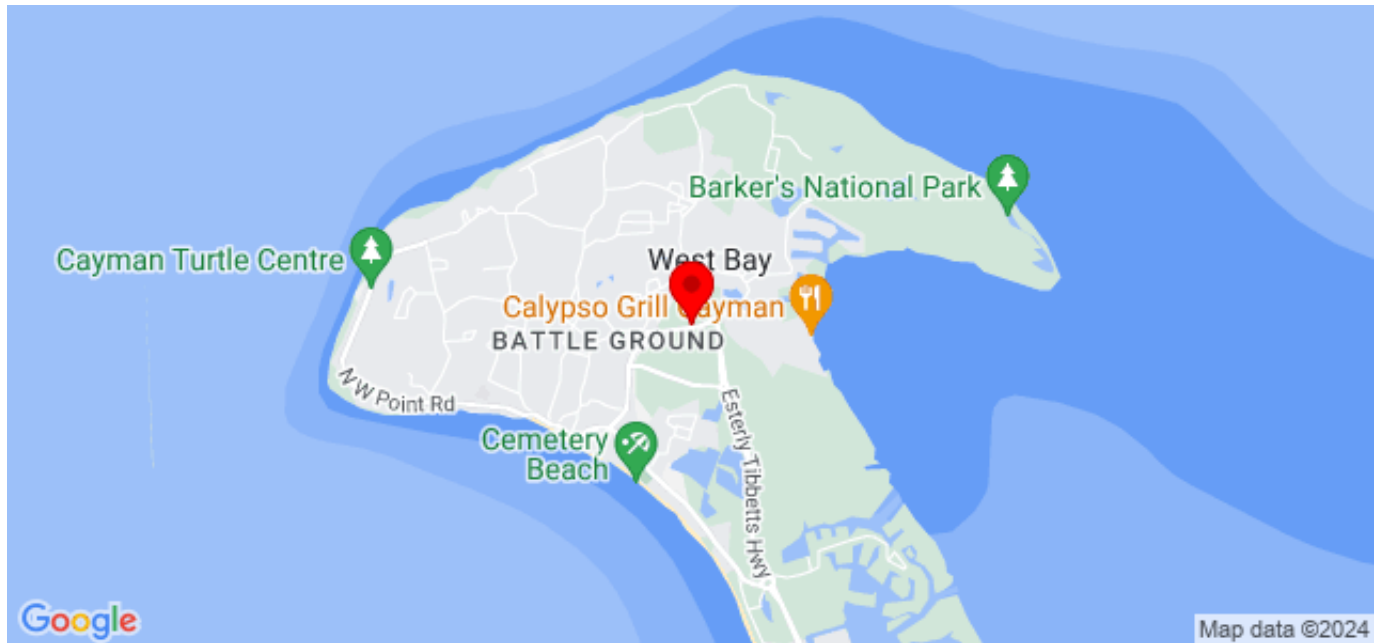 Barker's National Park
Cayman Turtle Centre
West Bay
Calypso Grill Cayman
BATTLE GROUND
NW Point Rd
Esterly Tibbetts Hwy
Cemetery
Beach
Google
Map data ©2024